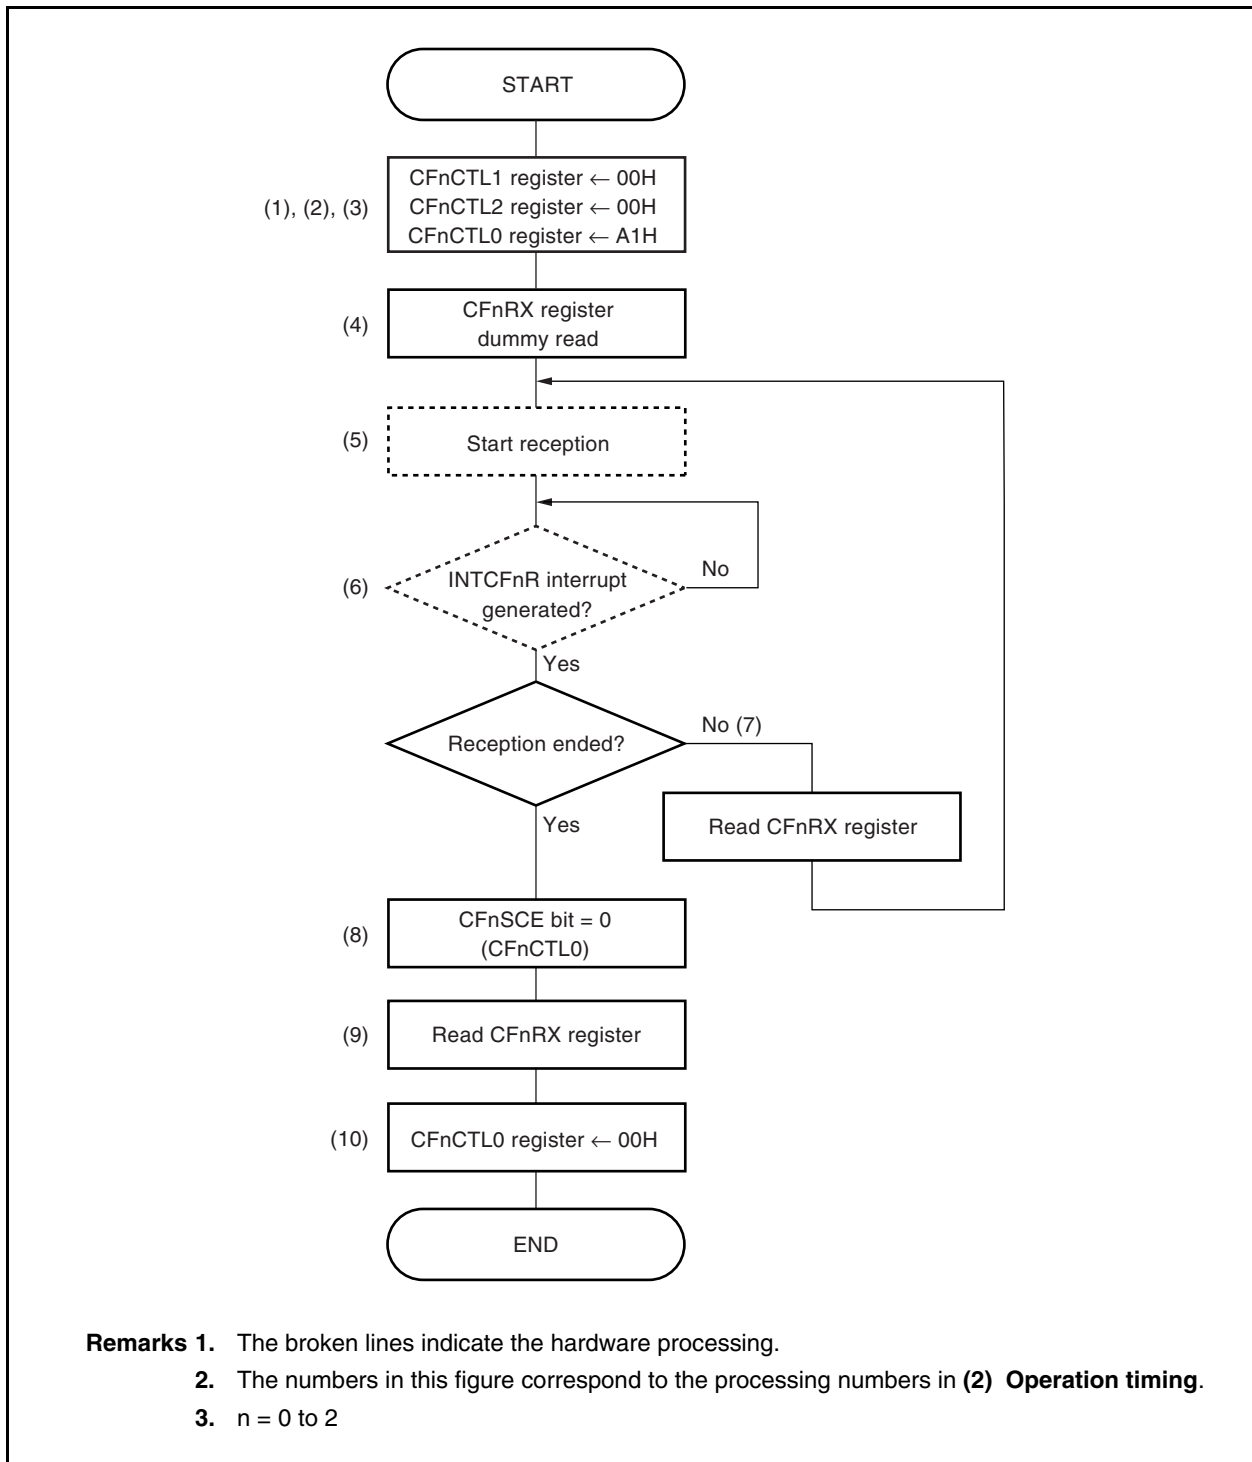 START
(1), (2), (3)
CFnCTL1 register ← 00H
CFnCTL2 register ← 00H
CFnCTL0 register ← A1H
(4)
CFnRX register
dummy read
(5)
Start reception
(6)
INTCFnR interrupt
generated?
No
Yes
Reception ended?
No (7)
Read CFnRX register
Yes
(8)
CFnSCE bit = 0
(CFnCTL0)
(9)
Read CFnRX register
(10)
CFnCTL0 register ← 00H
END
Remarks 1. The broken lines indicate the hardware processing.
2. The numbers in this figure correspond to the processing numbers in (2) Operation timing.
3. n = 0 to 2